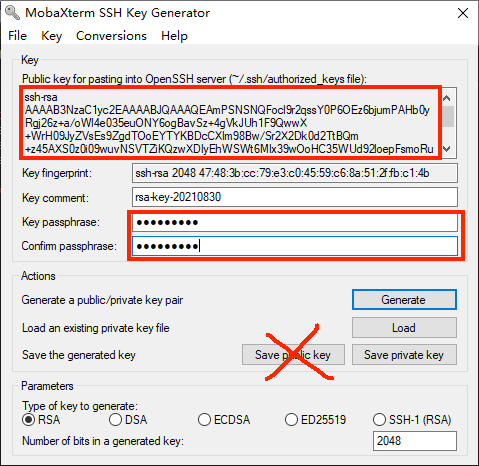 MobaXterm SSH Key Generator
File Key Conversions Help
Key
Public key for pasting into OpenSSH server (~/.ssh/authorized_keys file):
ssh-rsa
AAAAB3NzaC1yc2EAAAABJQAAAQEAmPSNSNQFocI9r2qssY0P6OEz6bjumPAHb0y
Rgj26z+a/oWl4e035euONY6ogBavSz+4gVkJUh1F9QwwX
+WrH09JyZVsEs9ZgdTOoEYTYKBDcCXlm98Bw/Sr2X2Dk0d2TtBQm
+z45AXS0z0i09wuvNSVTZiKQzwXDlyEhWSWt6Mlx39wOoHC35WUd92loepFsmoRu
Key fingerprint: ssh-rsa 2048 47:48:3b:cc:79:e3:c0:45:59:c6:8a:51:2f:fb:c1:4b
Key comment: rsa-key-20210830
Key passphrase: ●●●●●●●●●
Confirm passphrase: ●●●●●●●●●
Actions
Generate a public/private key pair Generate
Load an existing private key file Load
Save the generated key Save public key Save private key
Parameters
Type of key to generate:
RSA DSA ECDSA ED25519 SSH-1 (RSA)
Number of bits in a generated key: 2048